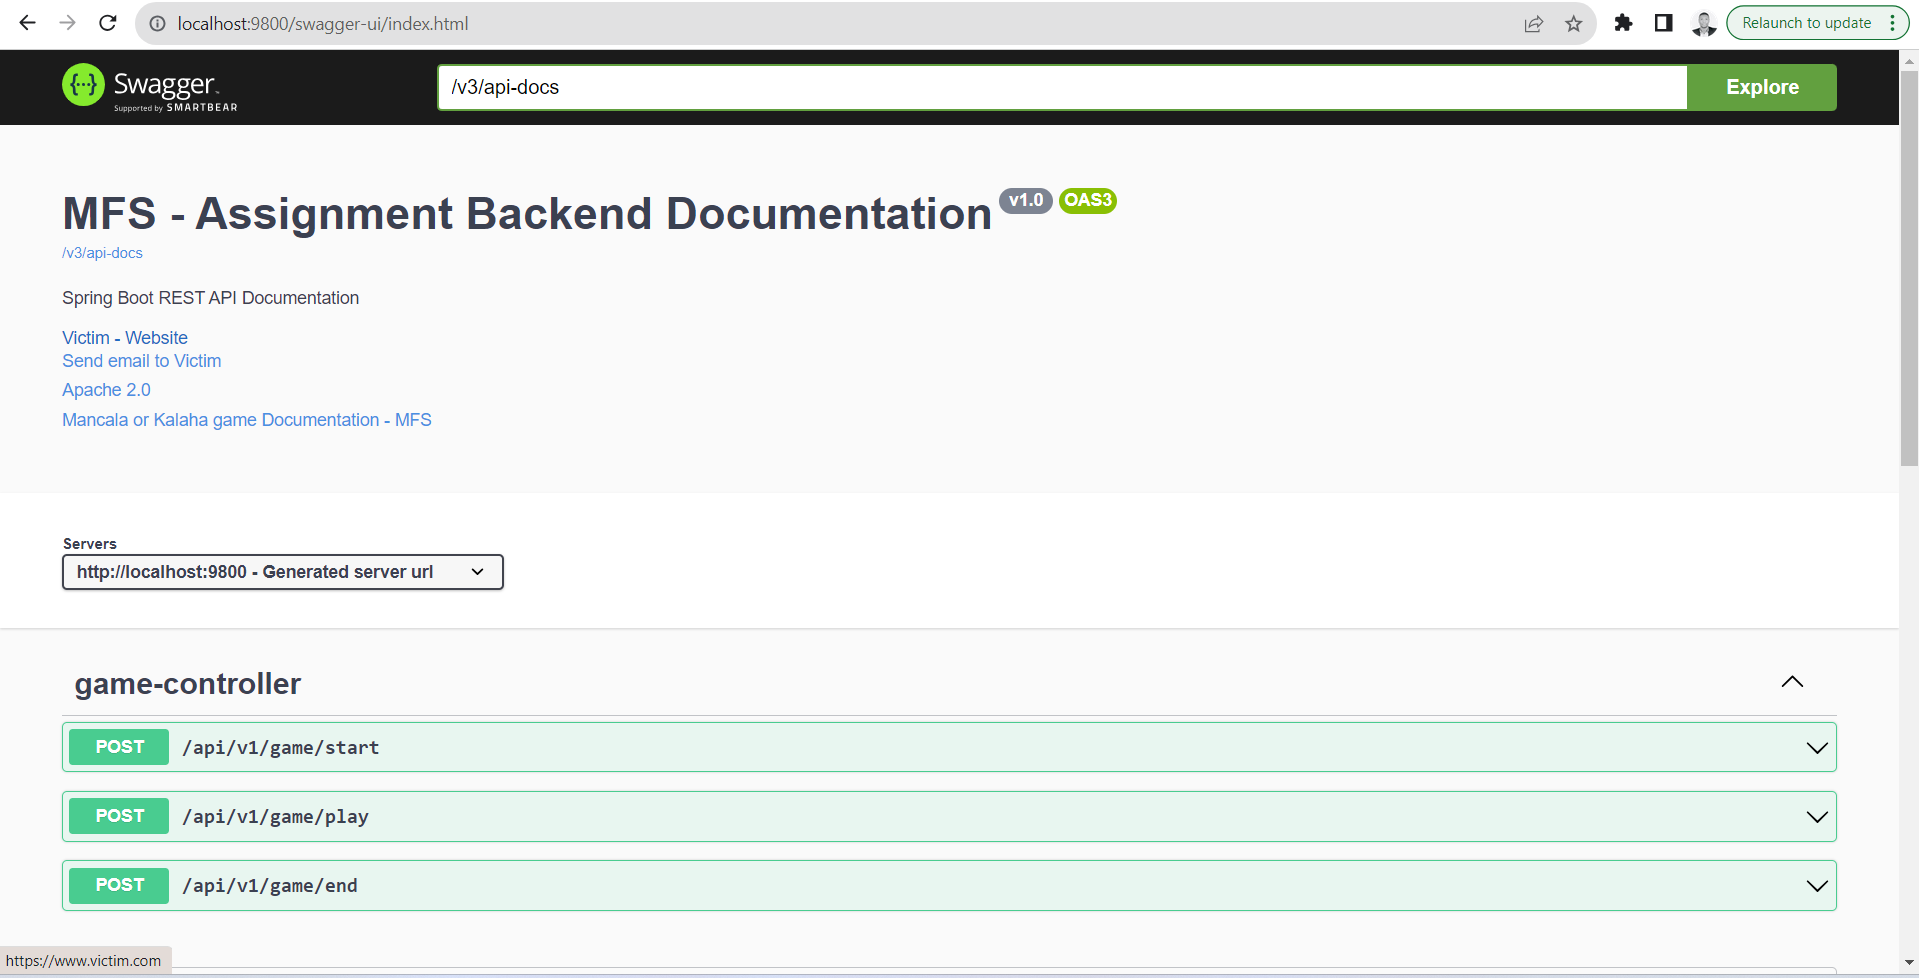 localhost:9800/swagger-ui/index.html
Relaunch to update
Swagger
Supported by SMARTBEAR
/v3/api-docs
Explore
MFS - Assignment Backend Documentation v1.0 OAS3
/v3/api-docs
Spring Boot REST API Documentation
Victim - Website
Send email to Victim
Apache 2.0
Mancala or Kalaha game Documentation - MFS
Servers
http://localhost:9800 - Generated server url
game-controller
POST /api/v1/game/start
POST /api/v1/game/play
POST /api/v1/game/end
https://www.victim.com